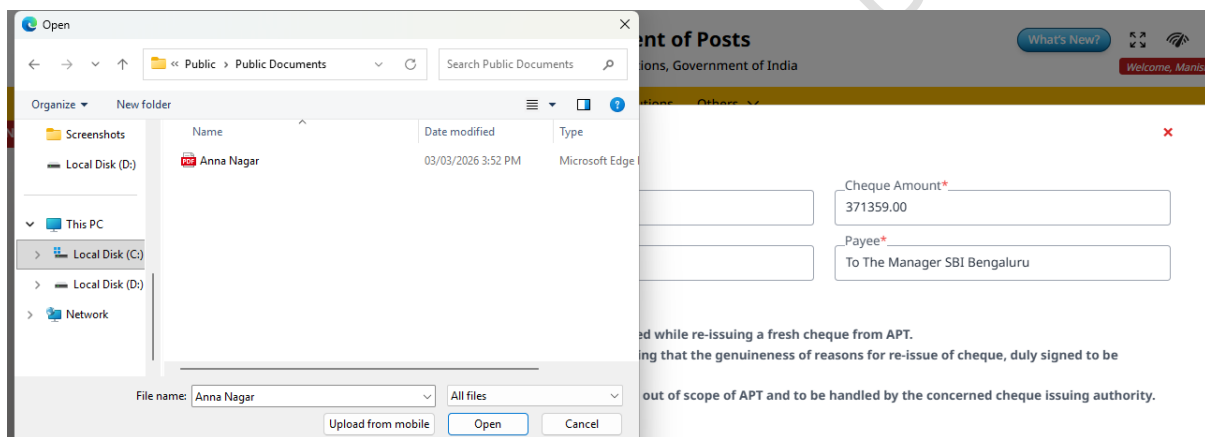 Open
Public > Public Documents
Search Public Documents
Organize
New folder
Screenshots
Local Disk (D:)
This PC
Local Disk (C:)
Local Disk (D:)
Network
Name
Date modified
Type
PDF Anna Nagar
03/03/2026 3:52 PM
Microsoft Edge
File name: Anna Nagar
All files
Upload from mobile
Open
Cancel
ent of Posts
ions, Government of India
What's New?
Welcome, Manis
Others
Cheque Amount*
371359.00
Payee*
To The Manager SBI Bengaluru
ed while re-issuing a fresh cheque from APT.
ing that the genuineness of reasons for re-issue of cheque, duly signed to be
out of scope of APT and to be handled by the concerned cheque issuing authority.